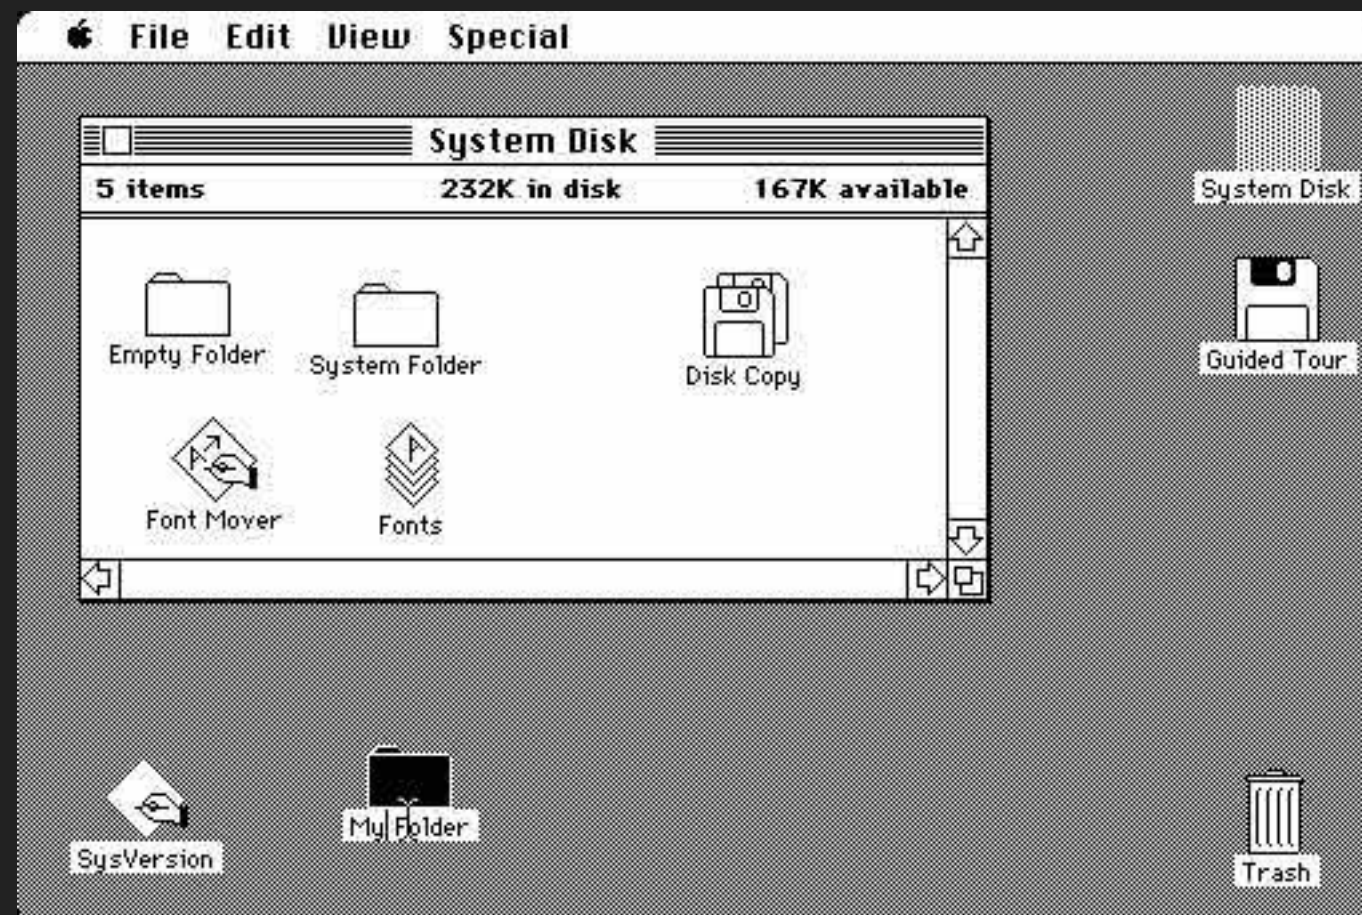 File Edit View Special
System Disk
5 items 232K in disk 167K available
System Disk
Empty Folder System Folder Disk Copy
Guided Tour
Font Mover Fonts
SysVersion My Folder Trash